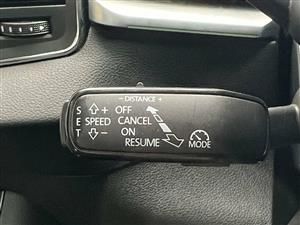 − DISTANCE +
S + OFF
E SPEED CANCEL
T − ON
RESUME MODE